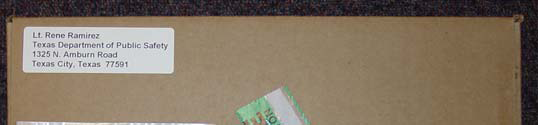 Lt. Rene Ramirez
Texas Department of Public Safety
1325 N. Amburn Road
Texas City, Texas 77591